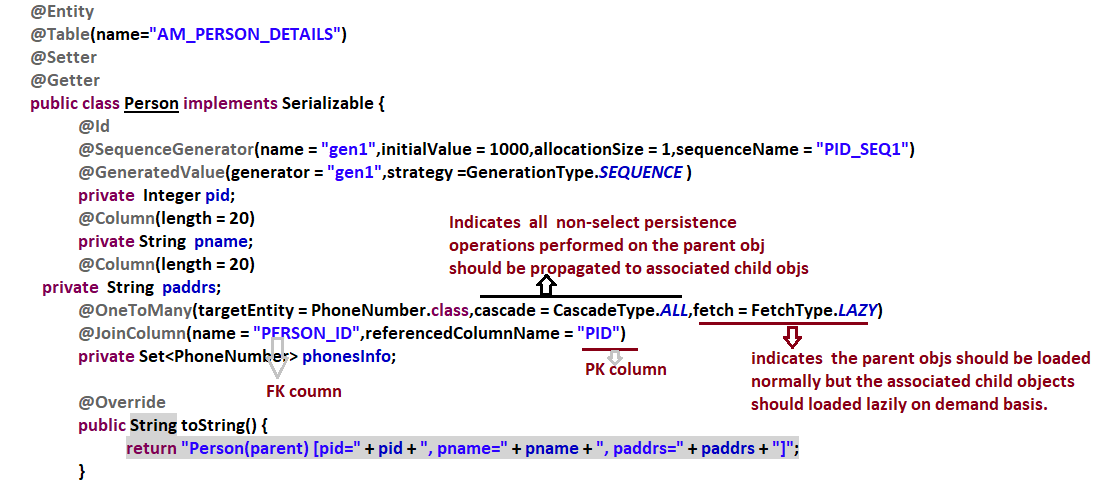 @Entity
@Table(name="AM_PERSON_DETAILS")
@Setter
@Getter
public class Person implements Serializable {
@Id
@SequenceGenerator(name = "gen1",initialValue = 1000,allocationSize = 1,sequenceName = "PID_SEQ1")
@GeneratedValue(generator = "gen1",strategy =GenerationType.SEQUENCE )
private Integer pid;
@Column(length = 20)
private String pname;
@Column(length = 20)
private String paddrs;
Indicates all non-select persistence
operations performed on the parent obj
should be propagated to associated child objs
@OneToMany(targetEntity = PhoneNumber.class,cascade = CascadeType.ALL,fetch = FetchType.LAZY)
@JoinColumn(name = "PERSON_ID",referencedColumnName = "PID")
private Set<PhoneNumber> phonesInfo;
FK coumn
PK column
indicates the parent objs should be loaded
normally but the associated child objects
should loaded lazily on demand basis.
@Override
public String toString() {
return "Person(parent) [pid=" + pid + ", pname=" + pname + ", paddrs=" + paddrs + "]";
}